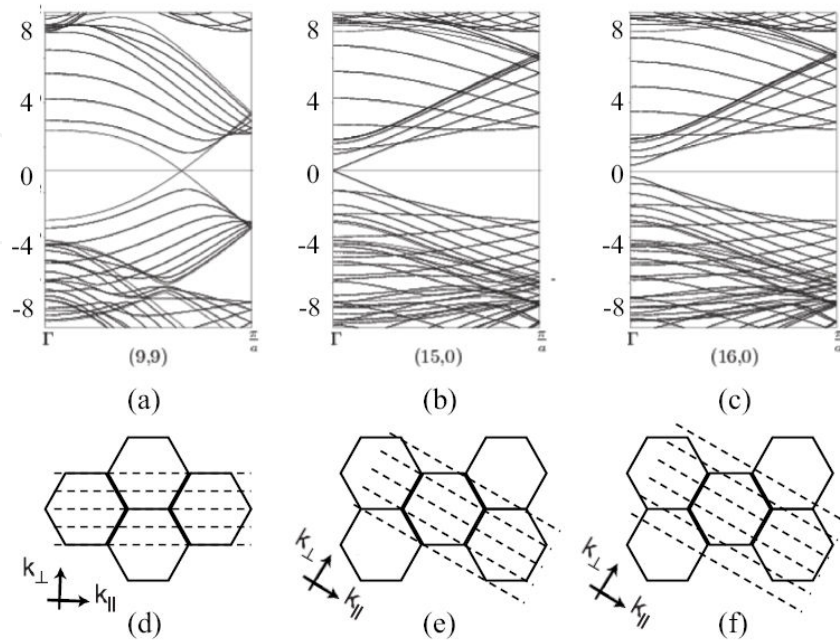 8 8 8
4 4 4
0 0 0
-4 -4 -4
-8 -8 -8
Γ π/a Γ π/a Γ π/a
(9,9) (15,0) (16,0)
(a) (b) (c)
k⊥ k⊥ k⊥
k∥ k∥ k∥
(d) (e) (f)